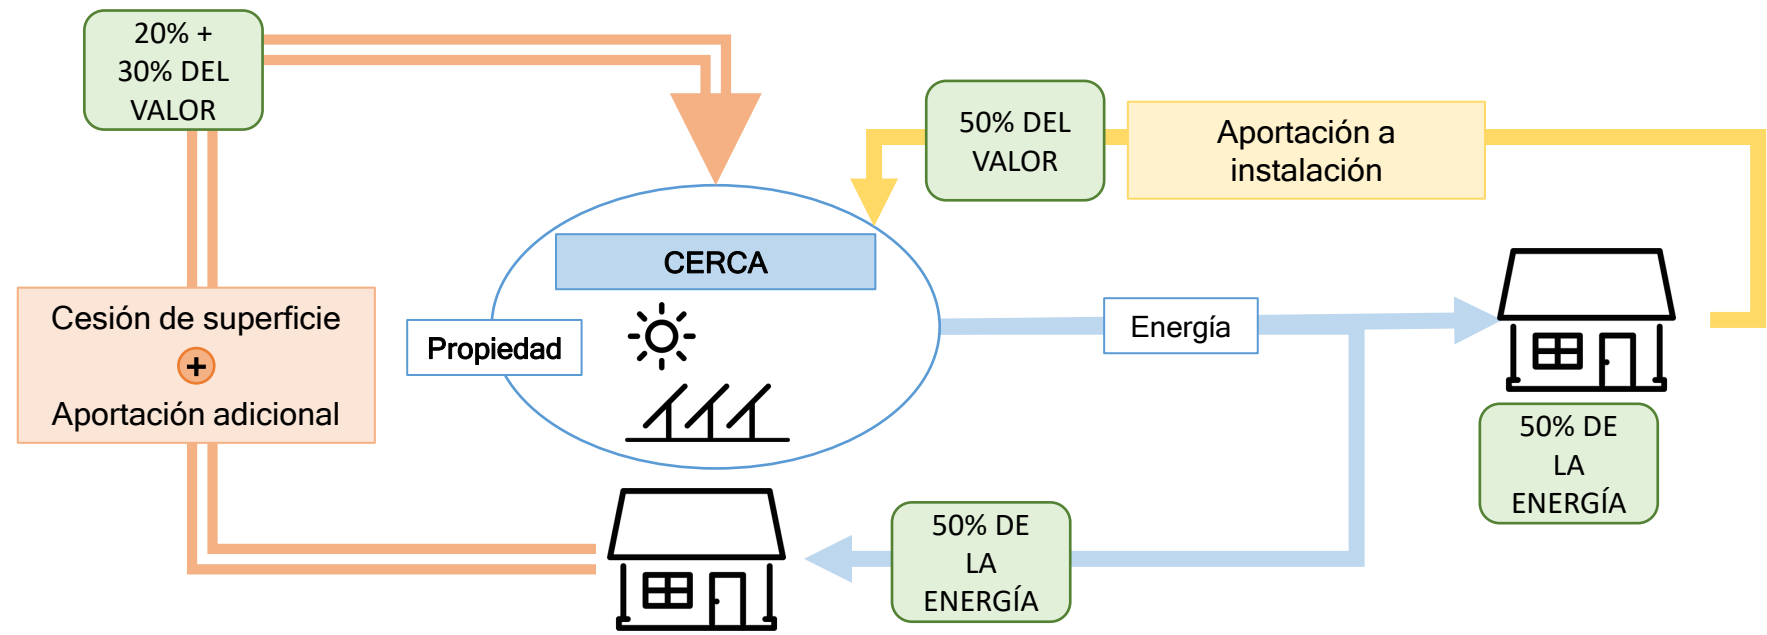 20% +
30% DEL
VALOR
50% DEL
VALOR
Aportación a
instalación
CERCA
Cesión de superficie
+
Aportación adicional
Propiedad
Energía
50% DE
LA
ENERGÍA
50% DE
LA
ENERGÍA